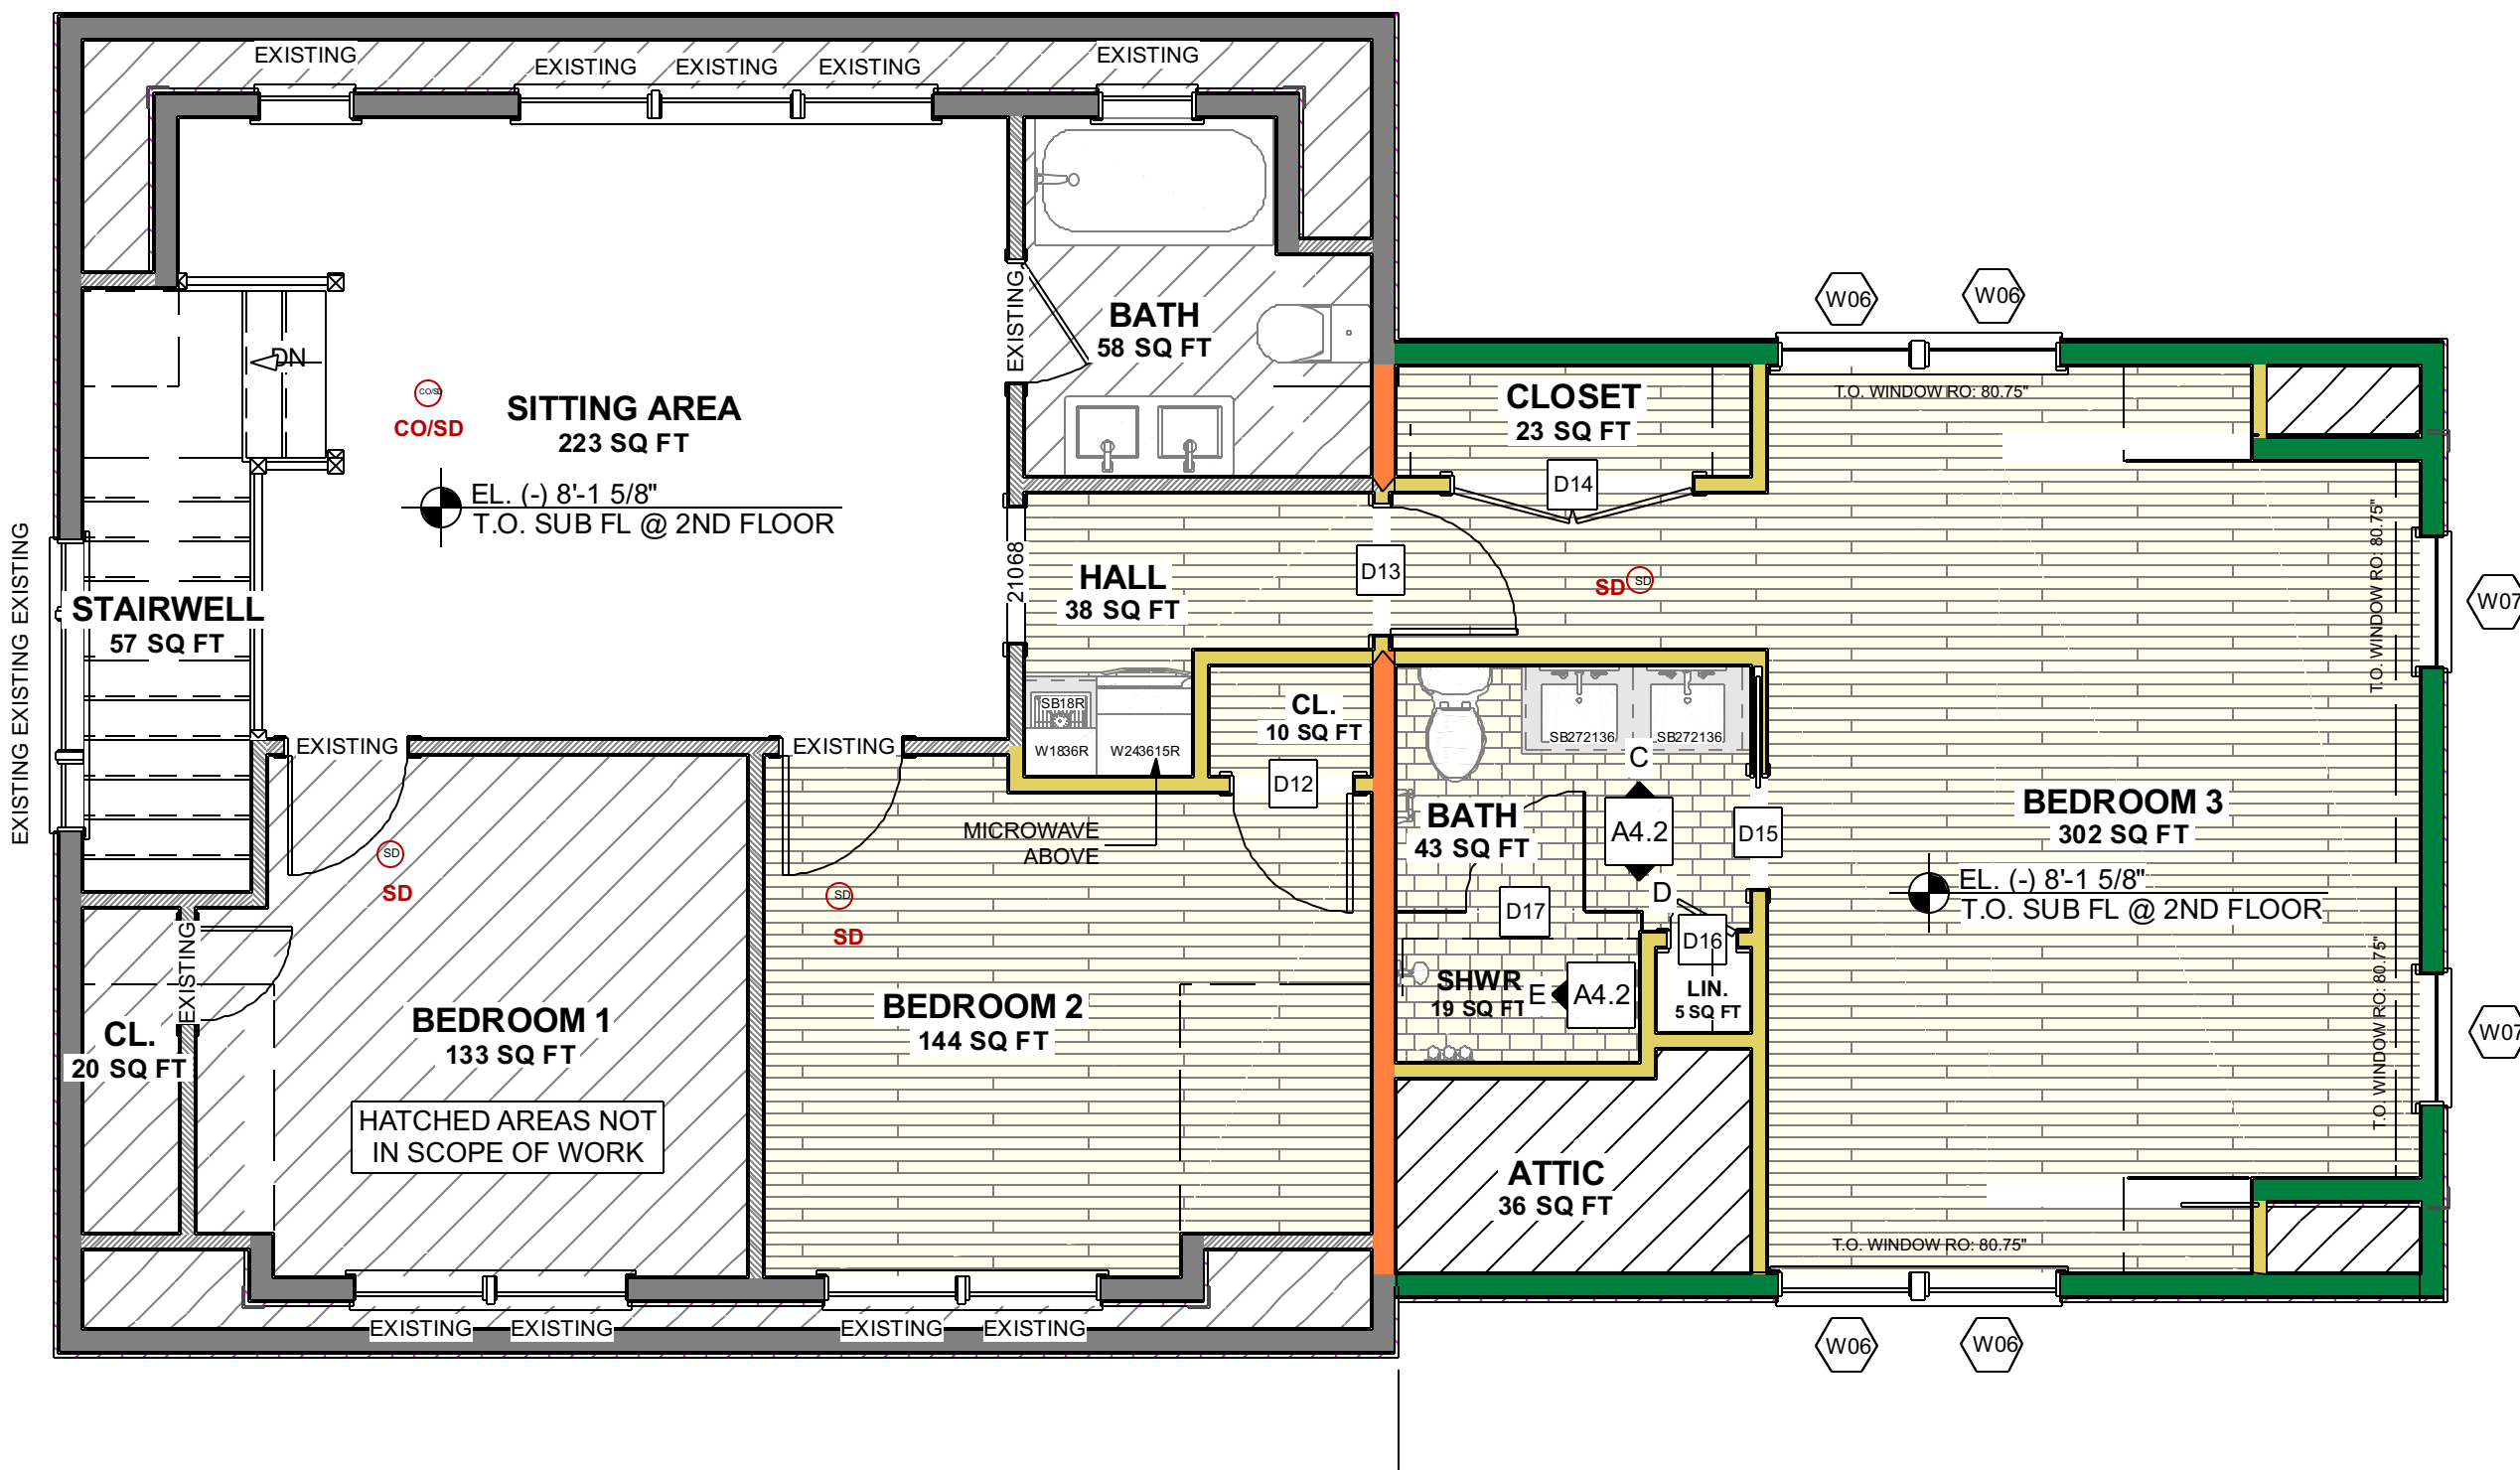 EXISTING
EXISTING
EXISTING
EXISTING
EXISTING
W06
W06
T.O. WINDOW RO: 80.75"
EXISTING
BATH
58 SQ FT
DN
CO/SD
CO/SD
SITTING AREA
223 SQ FT
CLOSET
23 SQ FT
D14
EL. (-) 8'-1 5/8"
T.O. SUB FL @ 2ND FLOOR
EXISTING EXISTING EXISTING
STAIRWELL
57 SQ FT
21068
HALL
38 SQ FT
D13
SD
SD
T.O. WINDOW RO: 80.75"
W07
SB18R
W1836R
W243615R
CL.
10 SQ FT
D12
SB272136
SB272136
C
EXISTING
EXISTING
MICROWAVE
ABOVE
BATH
43 SQ FT
A4.2
D
D15
BEDROOM 3
302 SQ FT
EL. (-) 8'-1 5/8"
T.O. SUB FL @ 2ND FLOOR
SD
SD
SD
SD
D17
D16
EXISTING
CL.
20 SQ FT
BEDROOM 1
133 SQ FT
HATCHED AREAS NOT
IN SCOPE OF WORK
BEDROOM 2
144 SQ FT
SHWR
19 SQ FT
E
A4.2
LIN.
5 SQ FT
T.O. WINDOW RO: 80.75"
W07
ATTIC
36 SQ FT
T.O. WINDOW RO: 80.75"
EXISTING
EXISTING
EXISTING
EXISTING
W06
W06